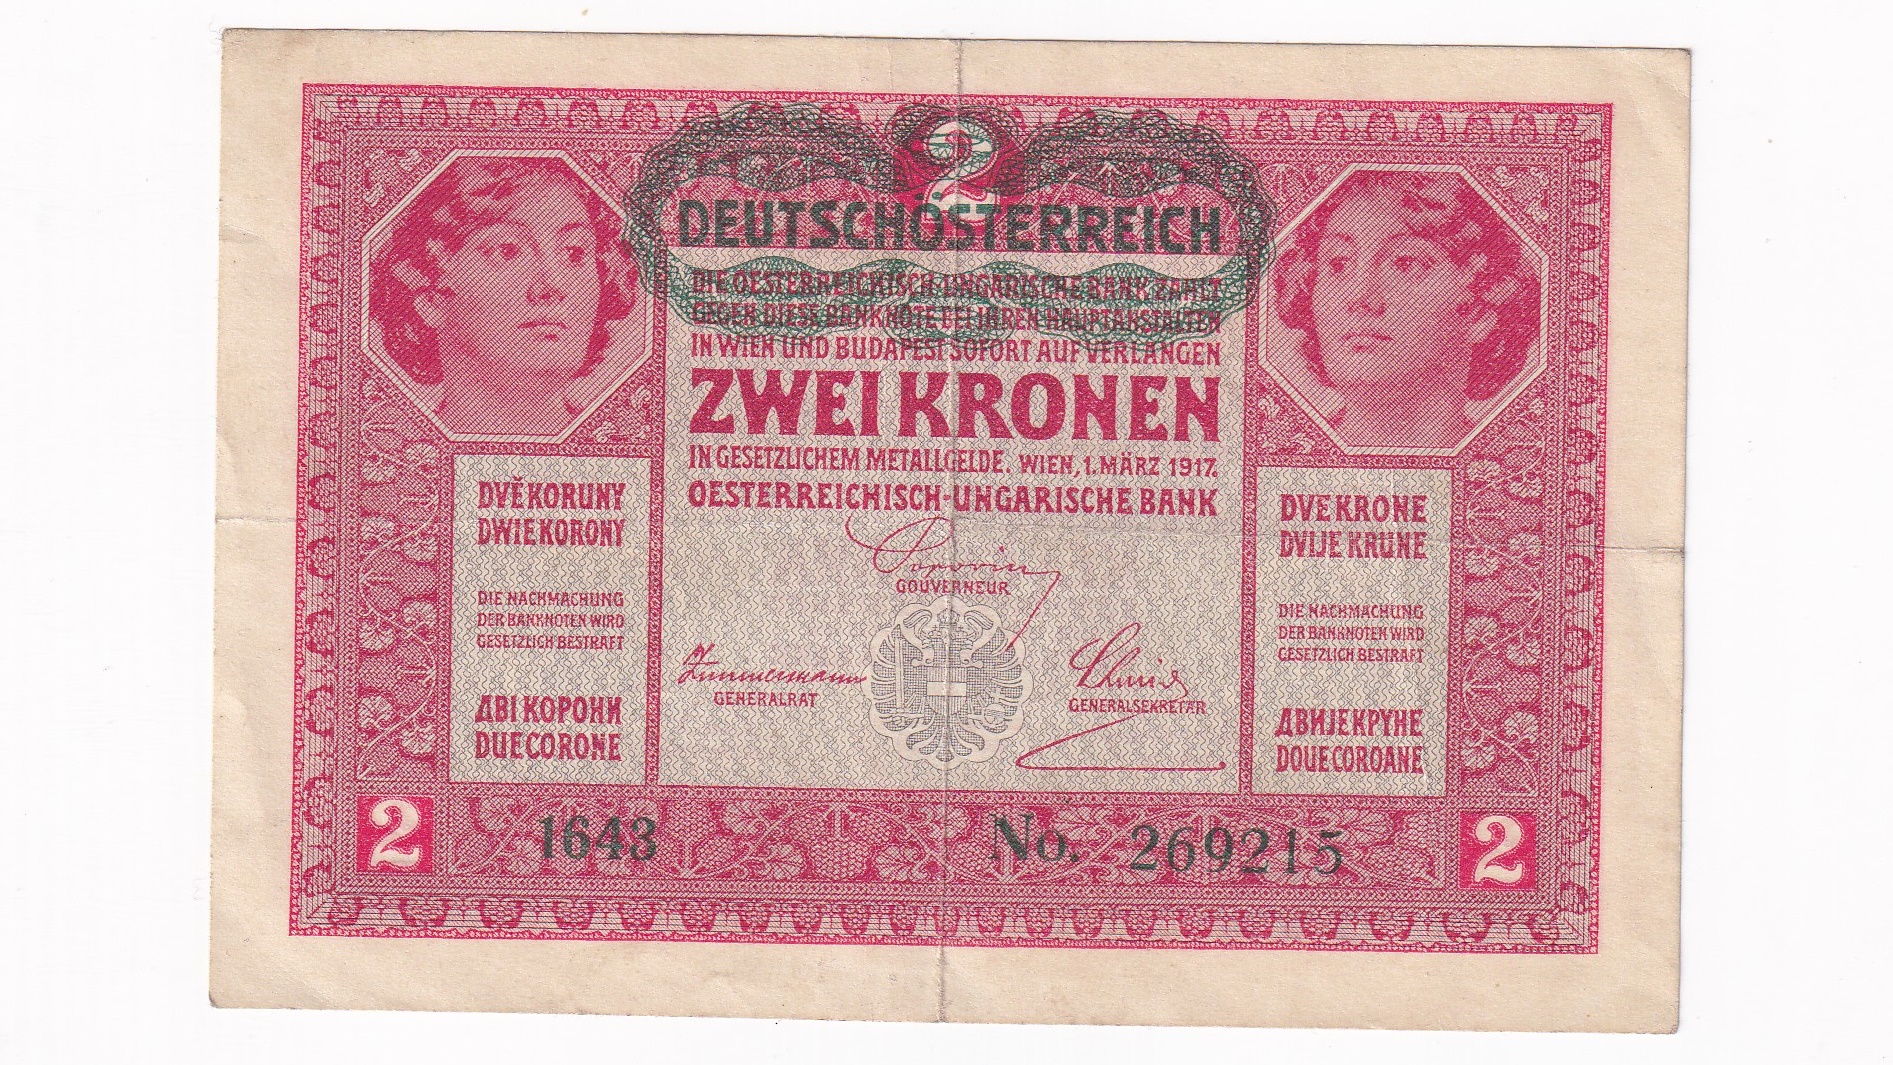 2
DEUTSCHÖSTERREICH
DIE OESTERREICHISCH-UNGARISCHE BANK ZAHLT
GEGEN DIESE BANKNOTE BEI IHREN HAUPTANSTALTEN
IN WIEN UND BUDAPEST SOFORT AUF VERLANGEN
ZWEI KRONEN
IN GESETZLICHEM METALLGELDE. WIEN, 1. MÄRZ 1917.
OESTERREICHISCH-UNGARISCHE BANK
Popovics
GOUVERNEUR
Zimmermann
GENERALRAT
Schmid
GENERALSEKRETÄR
DVĚ KORUNY
DWIE KORONY
DIE NACHMACHUNG
DER BANKNOTEN WIRD
GESETZLICH BESTRAFT
ДВІ КОРОНИ
DUE CORONE
DVE KRONE
DVIJE KRUNE
DIE NACHMACHUNG
DER BANKNOTEN WIRD
GESETZLICH BESTRAFT
ДВИЈЕ КРУНЕ
DOUE COROANE
2
1643
No. 269215
2